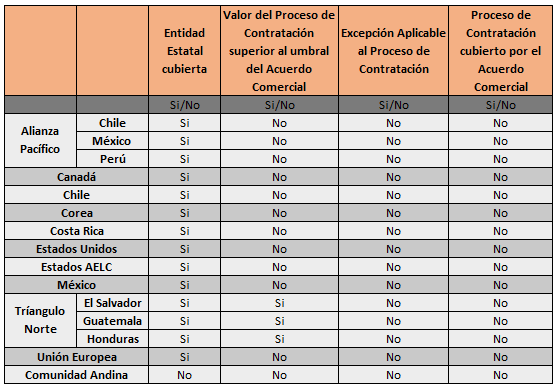 Entidad Estatal cubierta | Valor del Proceso de Contratación superior al umbral del Acuerdo Comercial | Excepción Aplicable al Proceso de Contratación | Proceso de Contratación cubierto por el Acuerdo Comercial
Si/No | Si/No | Si/No | Si/No
Alianza Pacífico | Chile | Si | No | No | No
México | Si | No | No | No
Perú | Si | No | No | No
Canadá | Si | No | No | No
Chile | Si | No | No | No
Corea | Si | No | No | No
Costa Rica | Si | No | No | No
Estados Unidos | Si | No | No | No
Estados AELC | Si | No | No | No
México | Si | No | No | No
Tríangulo Norte | El Salvador | Si | Si | No | No
Guatemala | Si | Si | No | No
Honduras | Si | Si | No | No
Unión Europea | Si | No | No | No
Comunidad Andina | No | No | No | No